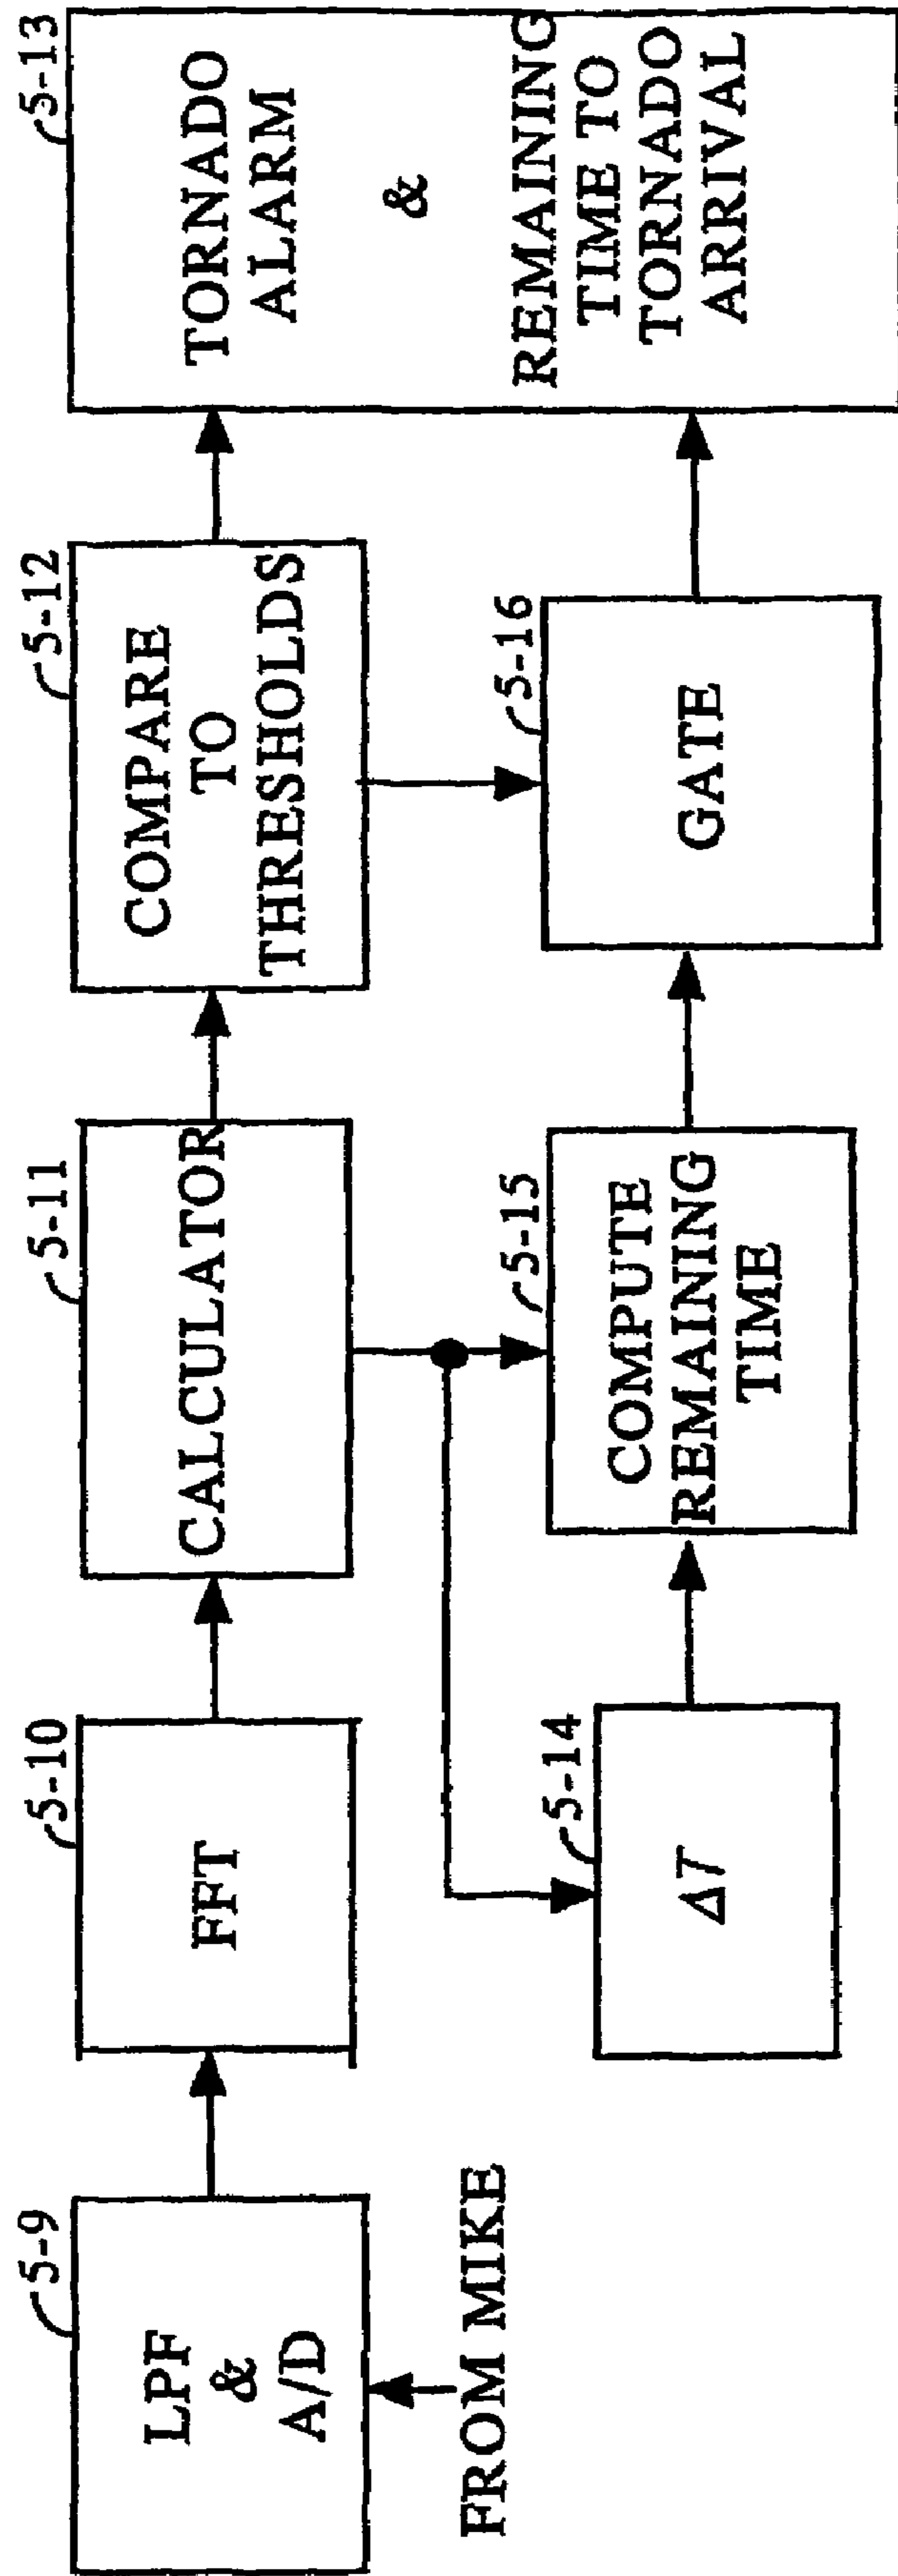 5-9
LPF
&
A/D
FROM MIKE
5-10
FFT
5-11
CALCULATOR
5-12
COMPARE
TO
THRESHOLDS
5-13
TORNADO
ALARM
&
REMAINING
TIME TO
TORNADO
ARRIVAL
5-14
ΔT
5-15
COMPUTE
REMAINING
TIME
5-16
GATE